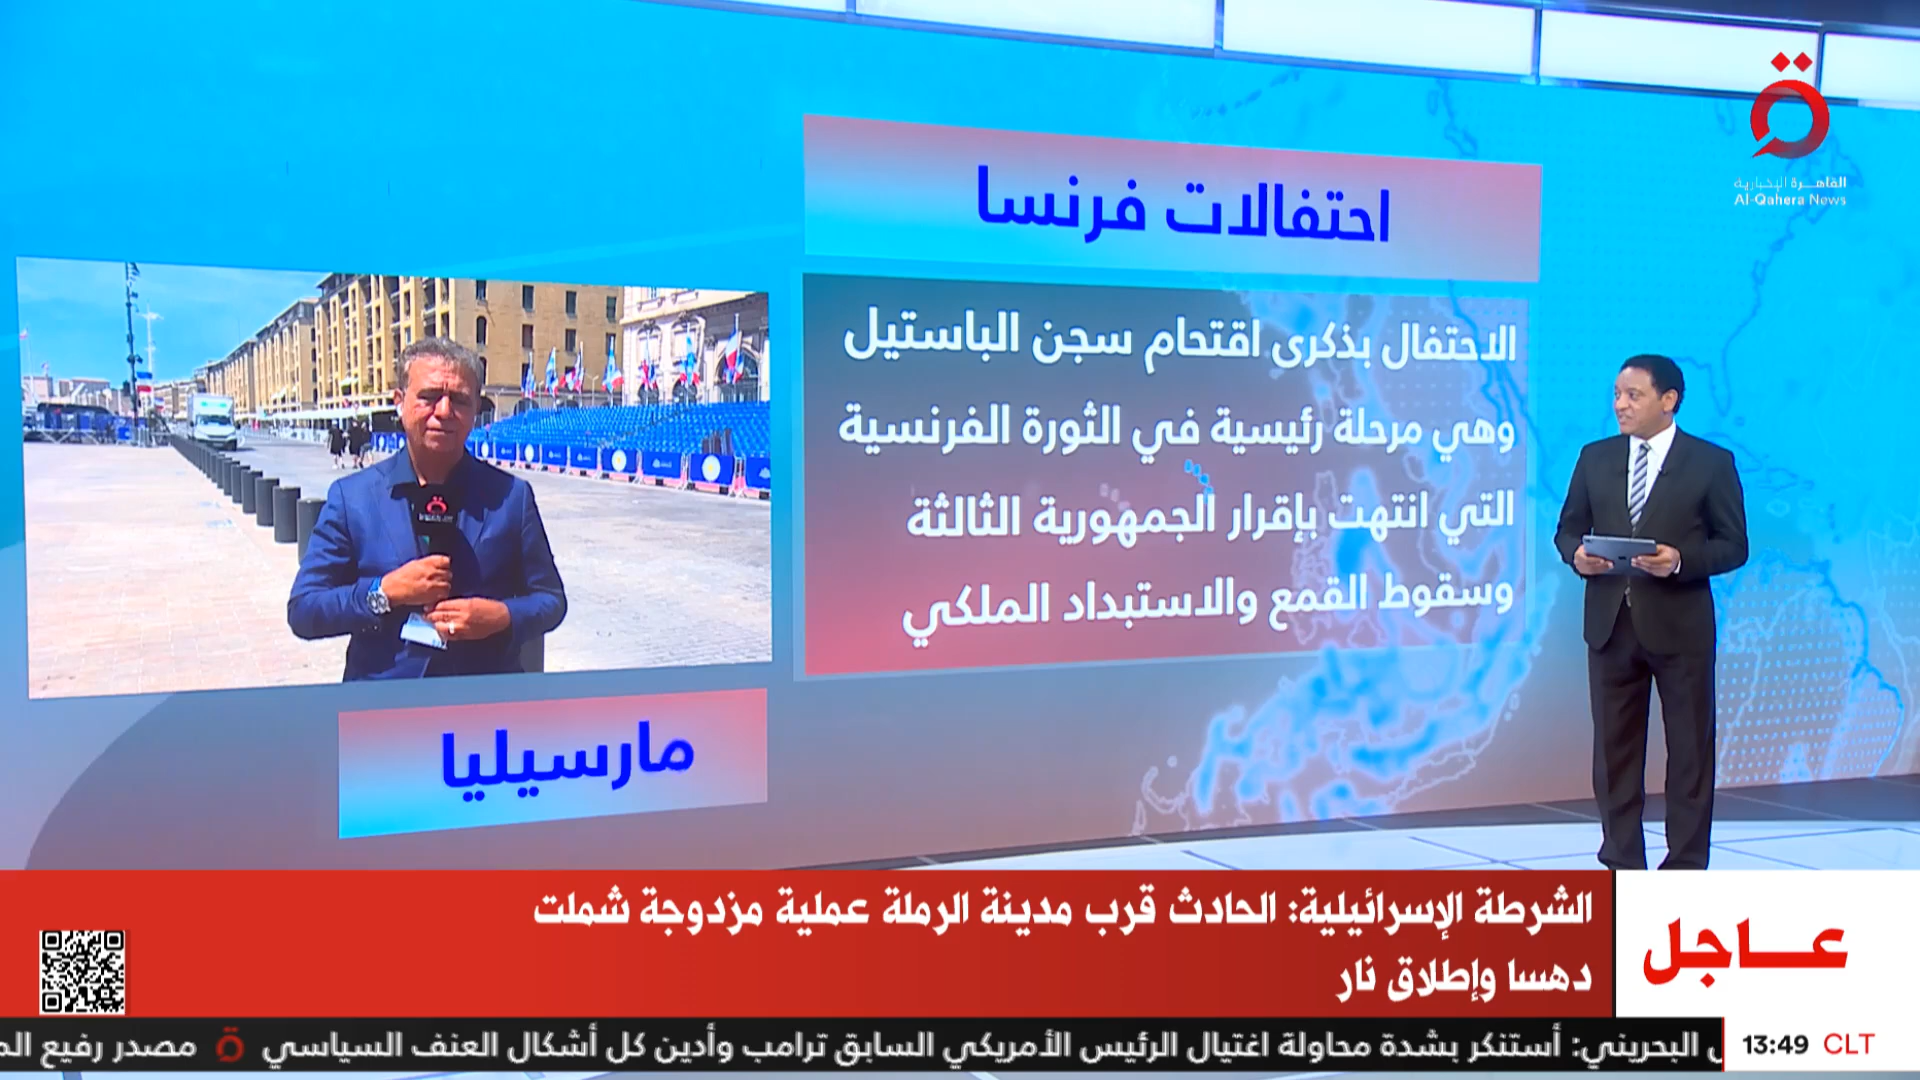 القاهرة الإخبارية
Al-Qahera News
احتفالات فرنسا
الاحتفال بذكرى اقتحام سجن الباستيل
وهي مرحلة رئيسية في الثورة الفرنسية
التي انتهت بإقرار الجمهورية الثالثة
وسقوط القمع والاستبداد الملكي
مارسيليا
عاجل
الشرطة الإسرائيلية: الحادث قرب مدينة الرملة عملية مزدوجة شملت
دهسا وإطلاق نار
13:49 CLT
البحريني: أستنكر بشدة محاولة اغتيال الرئيس الأمريكي السابق ترامب وأدين كل أشكال العنف السياسي مصدر رفيع